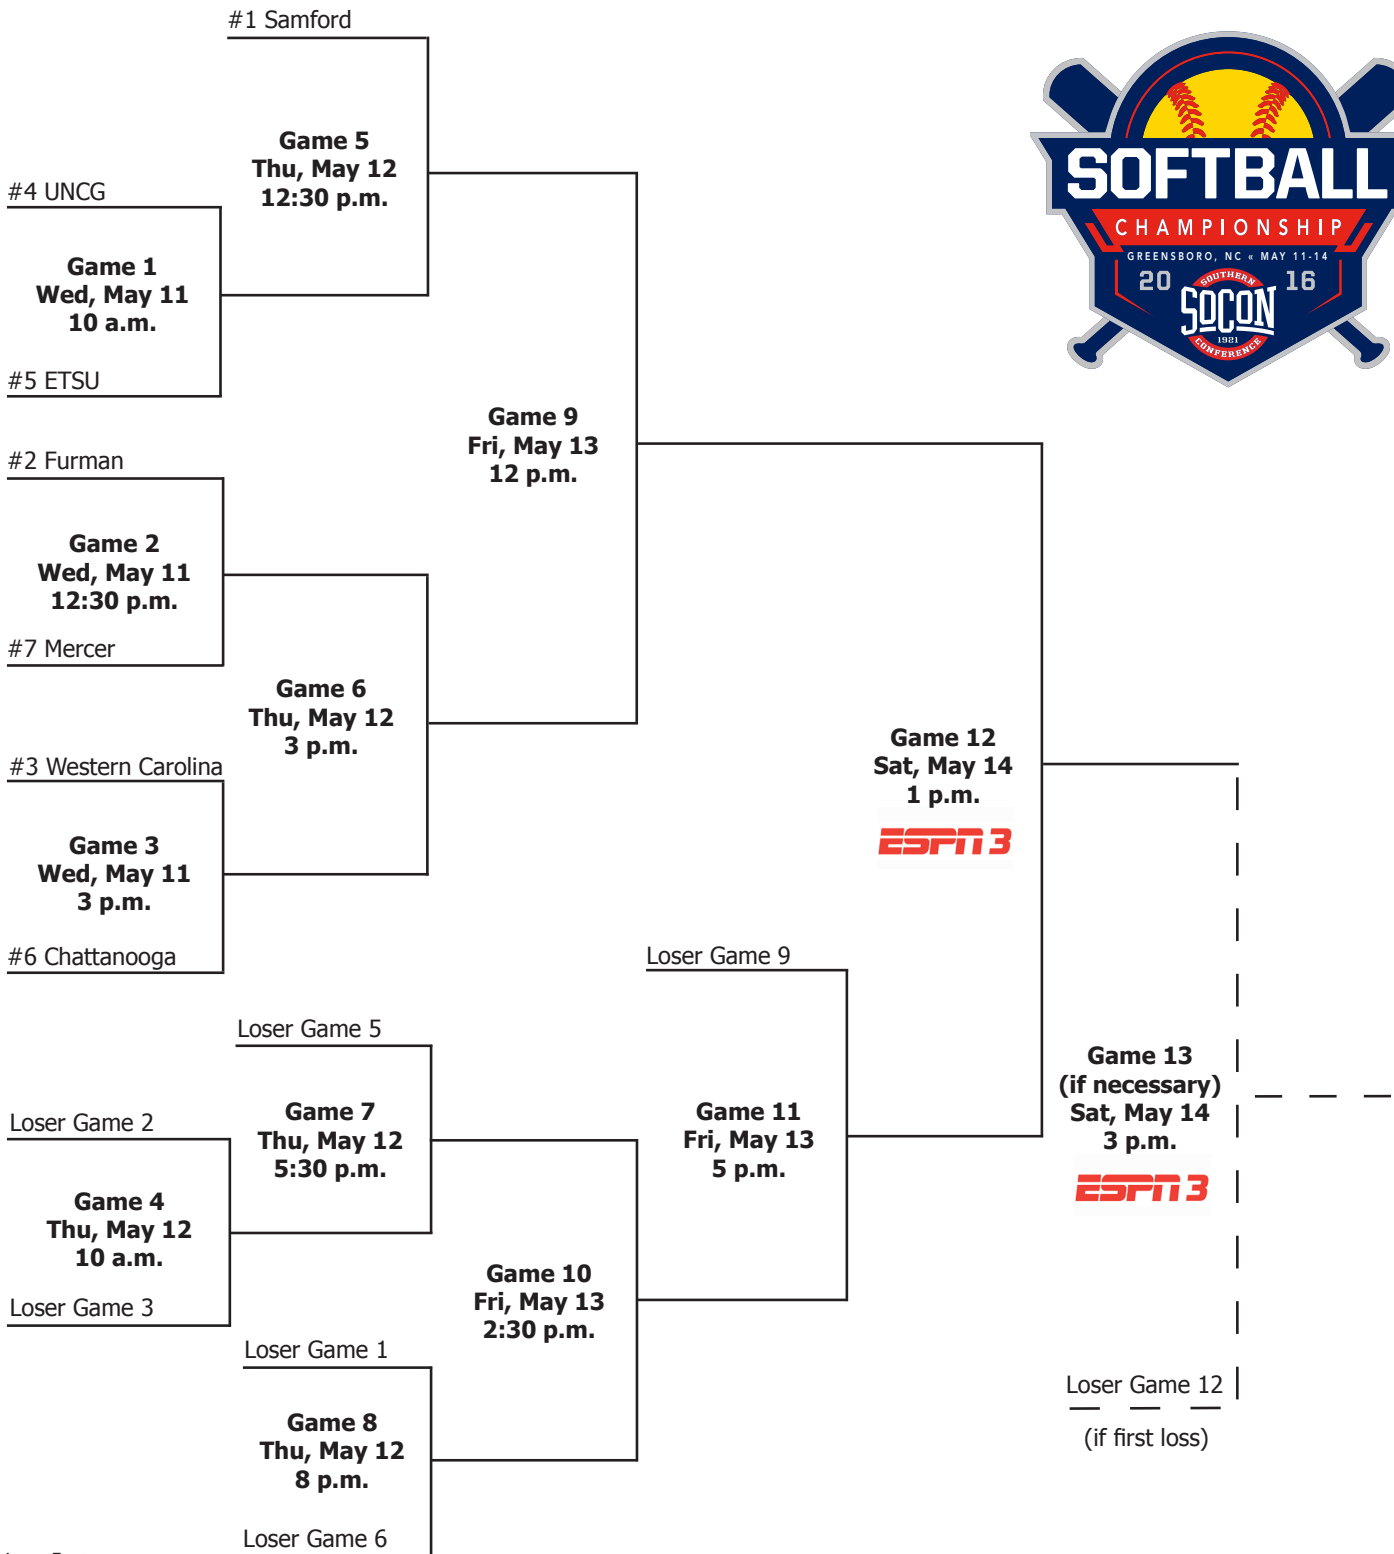 #1 Samford
Game 5
Thu, May 12
12:30 p.m.
#4 UNCG
Game 1
Wed, May 11
10 a.m.
#5 ETSU
SOFTBALL
CHAMPIONSHIP
GREENSBORO, NC « MAY 11-14
20 16
SOUTHERN
SOCON
1921
CONFERENCE
Game 9
Fri, May 13
12 p.m.
#2 Furman
Game 2
Wed, May 11
12:30 p.m.
#7 Mercer
Game 6
Thu, May 12
3 p.m.
#3 Western Carolina
Game 3
Wed, May 11
3 p.m.
#6 Chattanooga
Game 12
Sat, May 14
1 p.m.
ESPN 3
Loser Game 9
Loser Game 5
Game 7
Thu, May 12
5:30 p.m.
Loser Game 2
Game 4
Thu, May 12
10 a.m.
Loser Game 3
Game 11
Fri, May 13
5 p.m.
Game 13
(if necessary)
Sat, May 14
3 p.m.
ESPN 3
Game 10
Fri, May 13
2:30 p.m.
Loser Game 1
Game 8
Thu, May 12
8 p.m.
Loser Game 6
Loser Game 12
(if first loss)